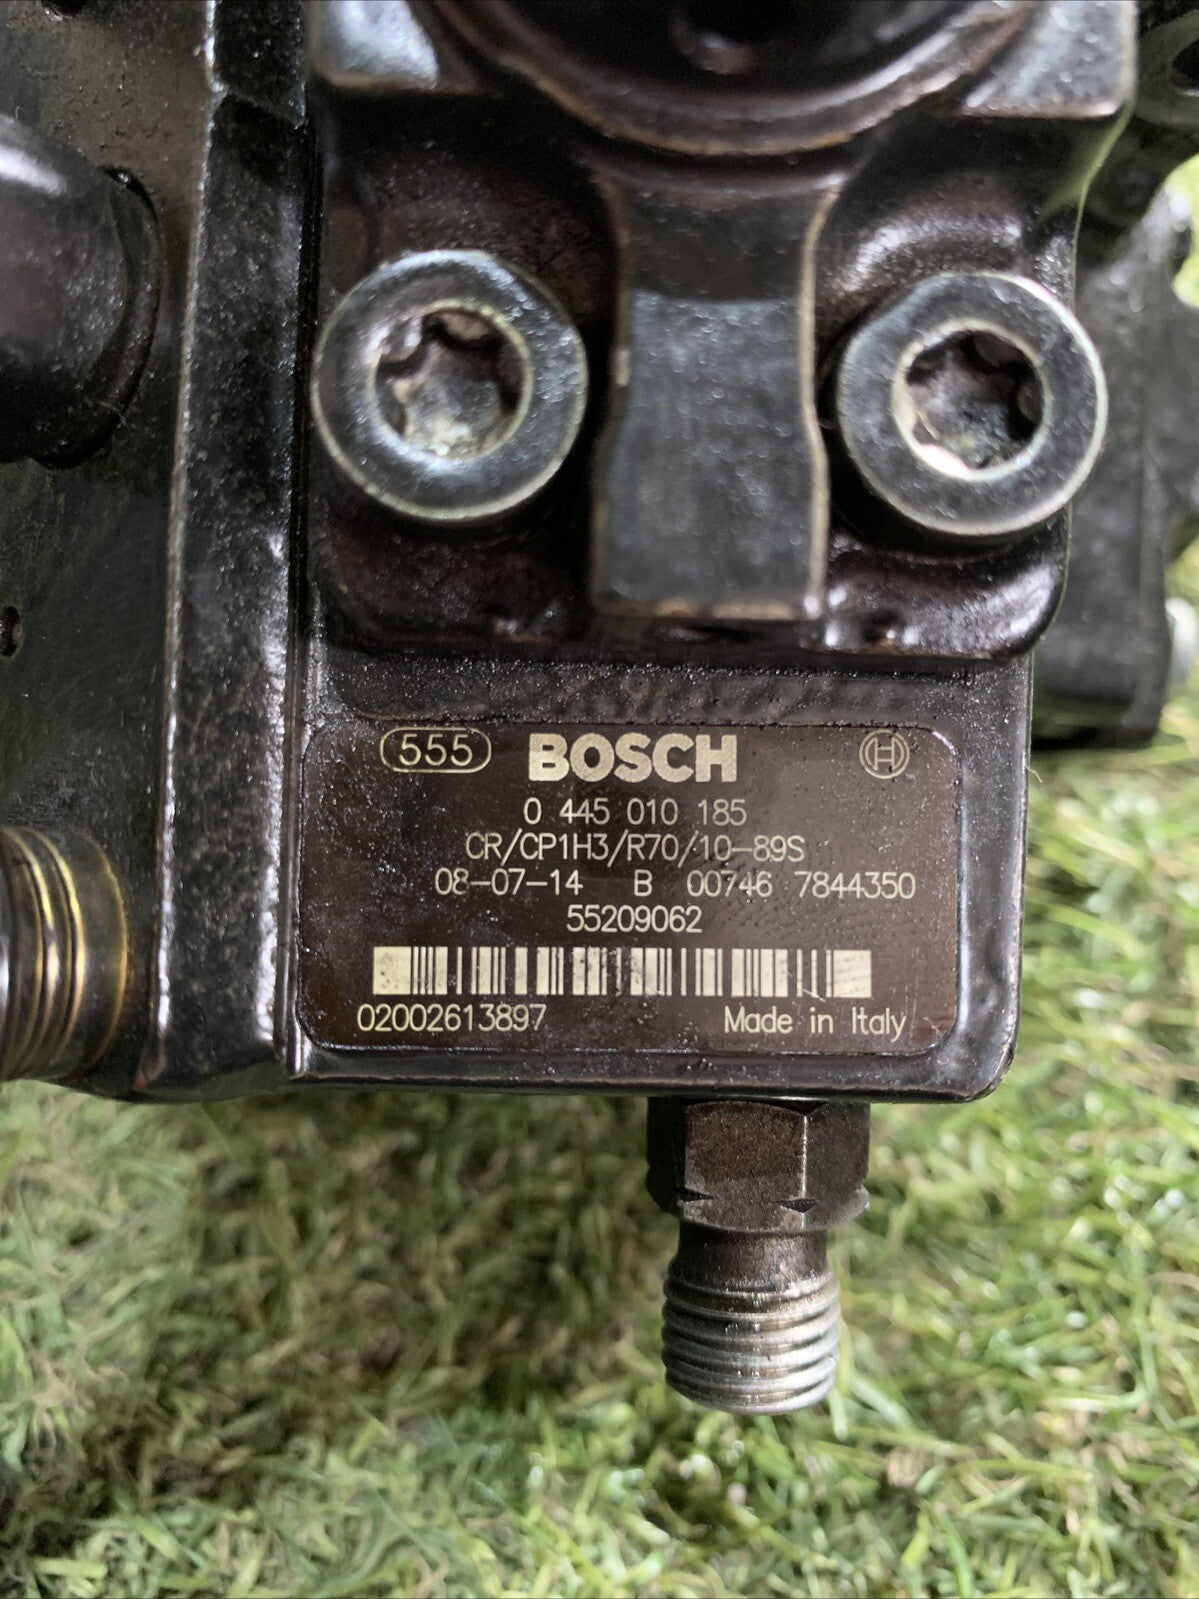 555 BOSCH
0 445 010 185
CR/CP1H3/R70/10-89S
08-07-14 B 00746 7844350
55209062
02002613897 Made in Italy